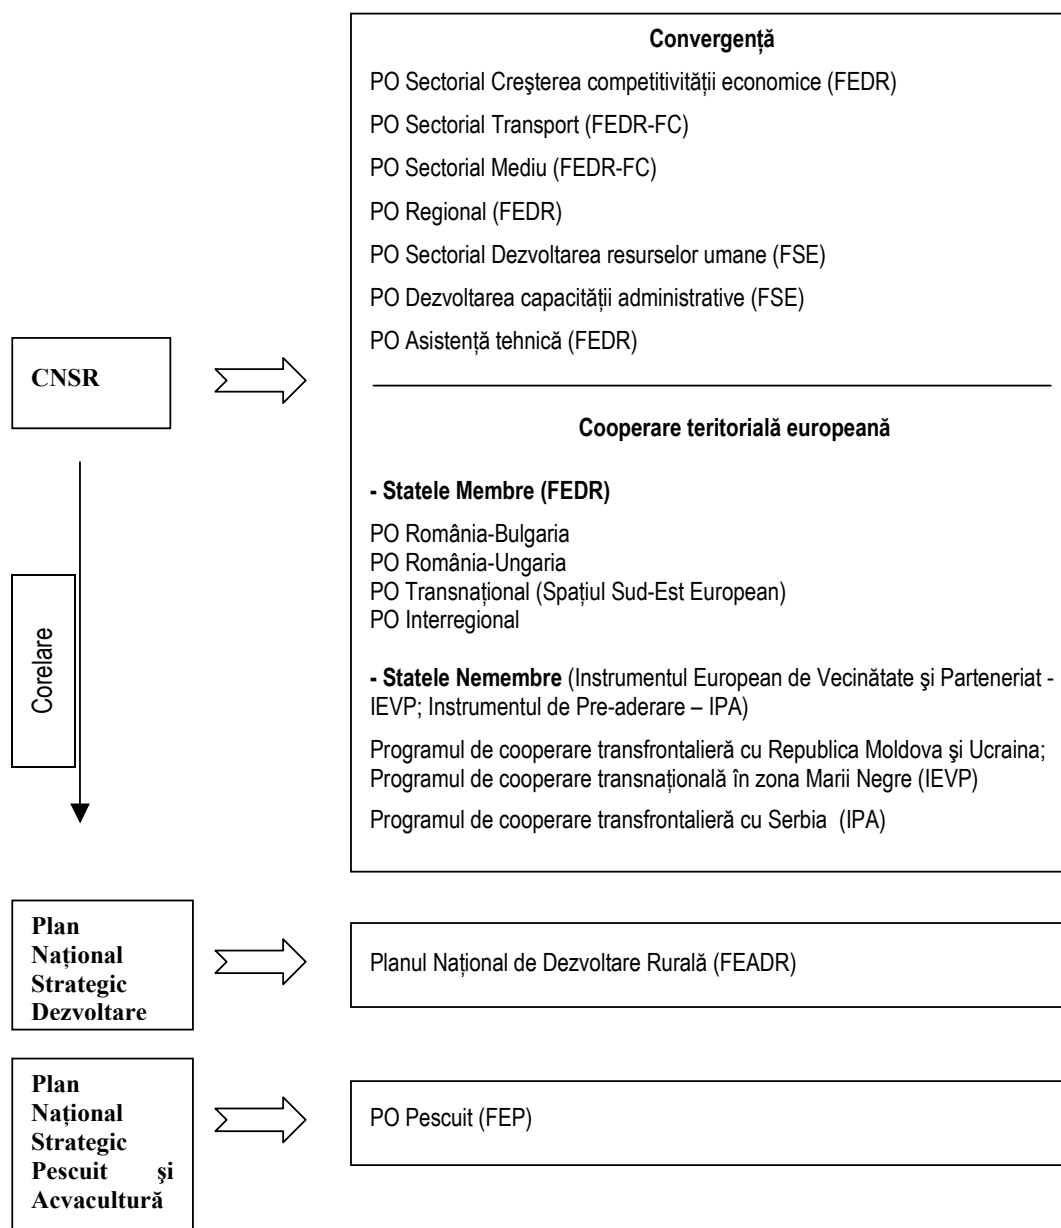 Convergență
PO Sectorial Creşterea competitivității economice (FEDR)
PO Sectorial Transport (FEDR-FC)
PO Sectorial Mediu (FEDR-FC)
PO Regional (FEDR)
PO Sectorial Dezvoltarea resurselor umane (FSE)
PO Dezvoltarea capacității administrative (FSE)
PO Asistență tehnică (FEDR)
CNSR
Cooperare teritorială europeană
- Statele Membre (FEDR)
PO România-Bulgaria
PO România-Ungaria
PO Transnațional (Spațiul Sud-Est European)
PO Interregional
Corelare
- Statele Nemembre (Instrumentul European de Vecinătate şi Parteneriat -
IEVP; Instrumentul de Pre-aderare – IPA)
Programul de cooperare transfrontalieră cu Republica Moldova şi Ucraina;
Programul de cooperare transnațională în zona Marii Negre (IEVP)
Programul de cooperare transfrontalieră cu Serbia (IPA)
Plan
Național
Strategic
Dezvoltare
Planul Național de Dezvoltare Rurală (FEADR)
Plan
Național
Strategic
Pescuit şi
Acvacultură
PO Pescuit (FEP)